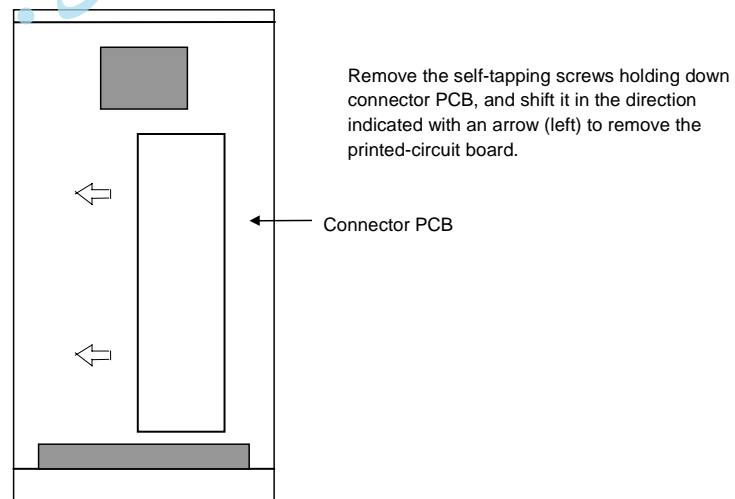 Remove the self-tapping screws holding down
connector PCB, and shift it in the direction
indicated with an arrow (left) to remove the
printed-circuit board.
Connector PCB